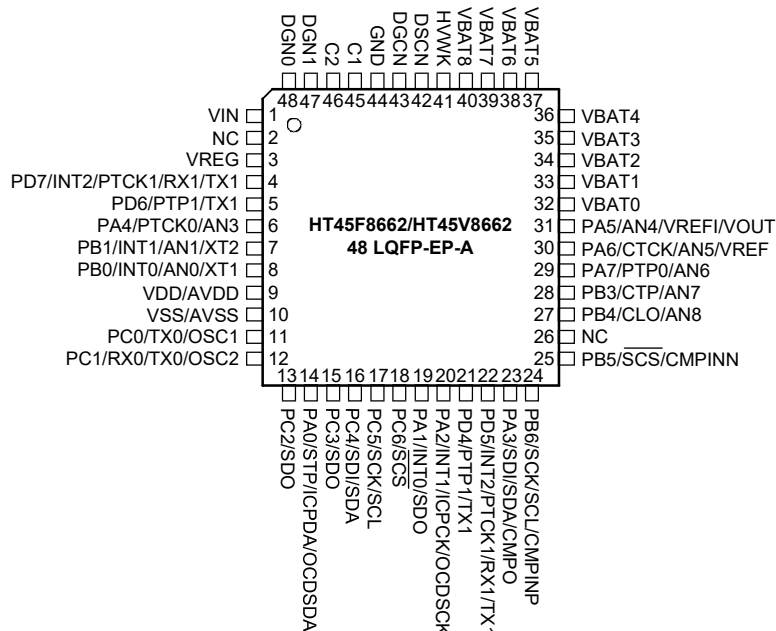 DGN0
DGN1
C2
C1
GND
DGCN
DSCN
HVWK
VBAT8
VBAT7
VBAT6
VBAT5
48 47 46 45 44 43 42 41 40 39 38 37
VIN 1
NC 2
VREG 3
PD7/INT2/PTCK1/RX1/TX1 4
PD6/PTP1/TX1 5
PA4/PTCK0/AN3 6
PB1/INT1/AN1/XT2 7
PB0/INT0/AN0/XT1 8
VDD/AVDD 9
VSS/AVSS 10
PC0/TX0/OSC1 11
PC1/RX0/TX0/OSC2 12
HT45F8662/HT45V8662
48 LQFP-EP-A
36 VBAT4
35 VBAT3
34 VBAT2
33 VBAT1
32 VBAT0
31 PA5/AN4/VREFI/VOUT
30 PA6/CTCK/AN5/VREF
29 PA7/PTP0/AN6
28 PB3/CTP/AN7
27 PB4/CLO/AN8
26 NC
25 PB5/SCS/CMPINN
13 14 15 16 17 18 19 20 21 22 23 24
PC2/SDO
PA0/STP/ICPDA/OCDSDA
PC3/SDO
PC4/SDI/SDA
PC5/SCK/SCL
PC6/SCS
PA1/INT0/SDO
PA2/INT1/ICPCK/OCDSCK
PD4/PTP1/TX1
PD5/INT2/PTCK1/RX1/TX1
PA3/SDI/SDA/CMPO
PB6/SCK/SCL/CMPINP